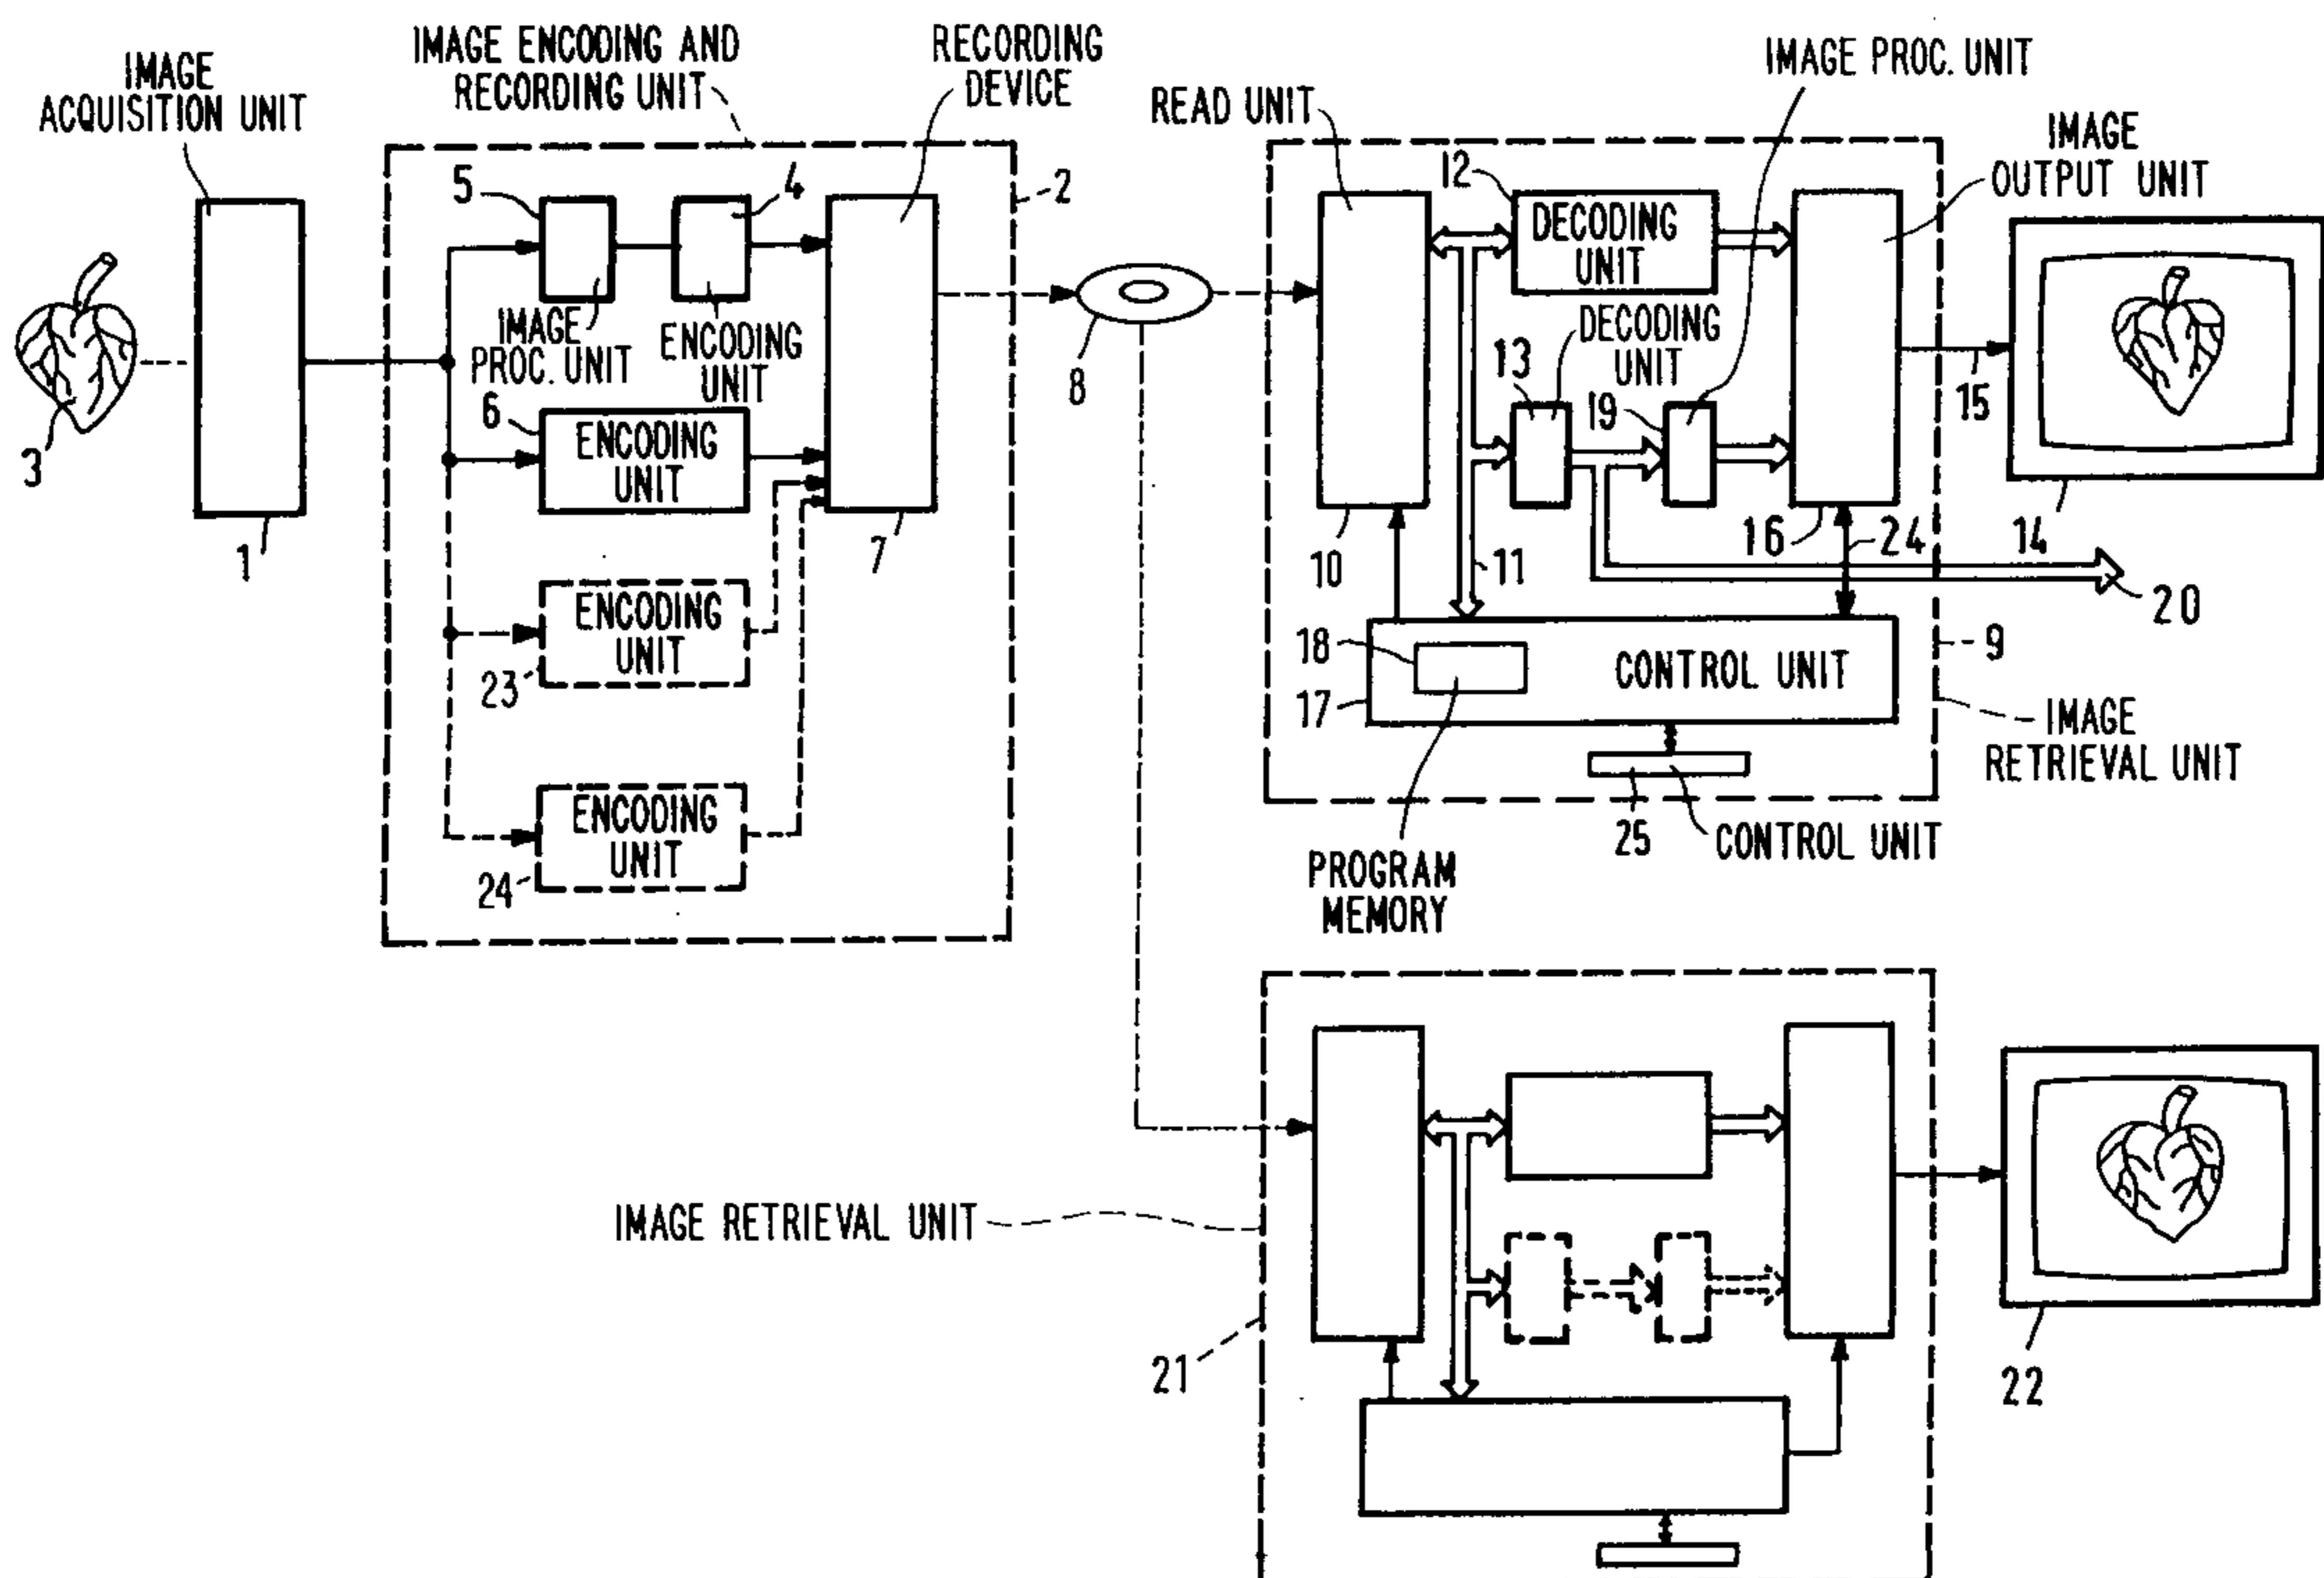 IMAGE
ACQUISITION UNIT
3
1
IMAGE ENCODING AND
RECORDING UNIT
RECORDING
DEVICE
2
5
4
IMAGE
PROC. UNIT
ENCODING
UNIT
6
ENCODING
UNIT
7
ENCODING
UNIT
23
ENCODING
UNIT
24
8
READ UNIT
IMAGE PROC. UNIT
IMAGE
OUTPUT UNIT
12
DECODING
UNIT
DECODING
UNIT
13
19
15
10
11
16
24
14
20
18
17
CONTROL UNIT
9
IMAGE
RETRIEVAL UNIT
25
CONTROL UNIT
PROGRAM
MEMORY
IMAGE RETRIEVAL UNIT
21
22